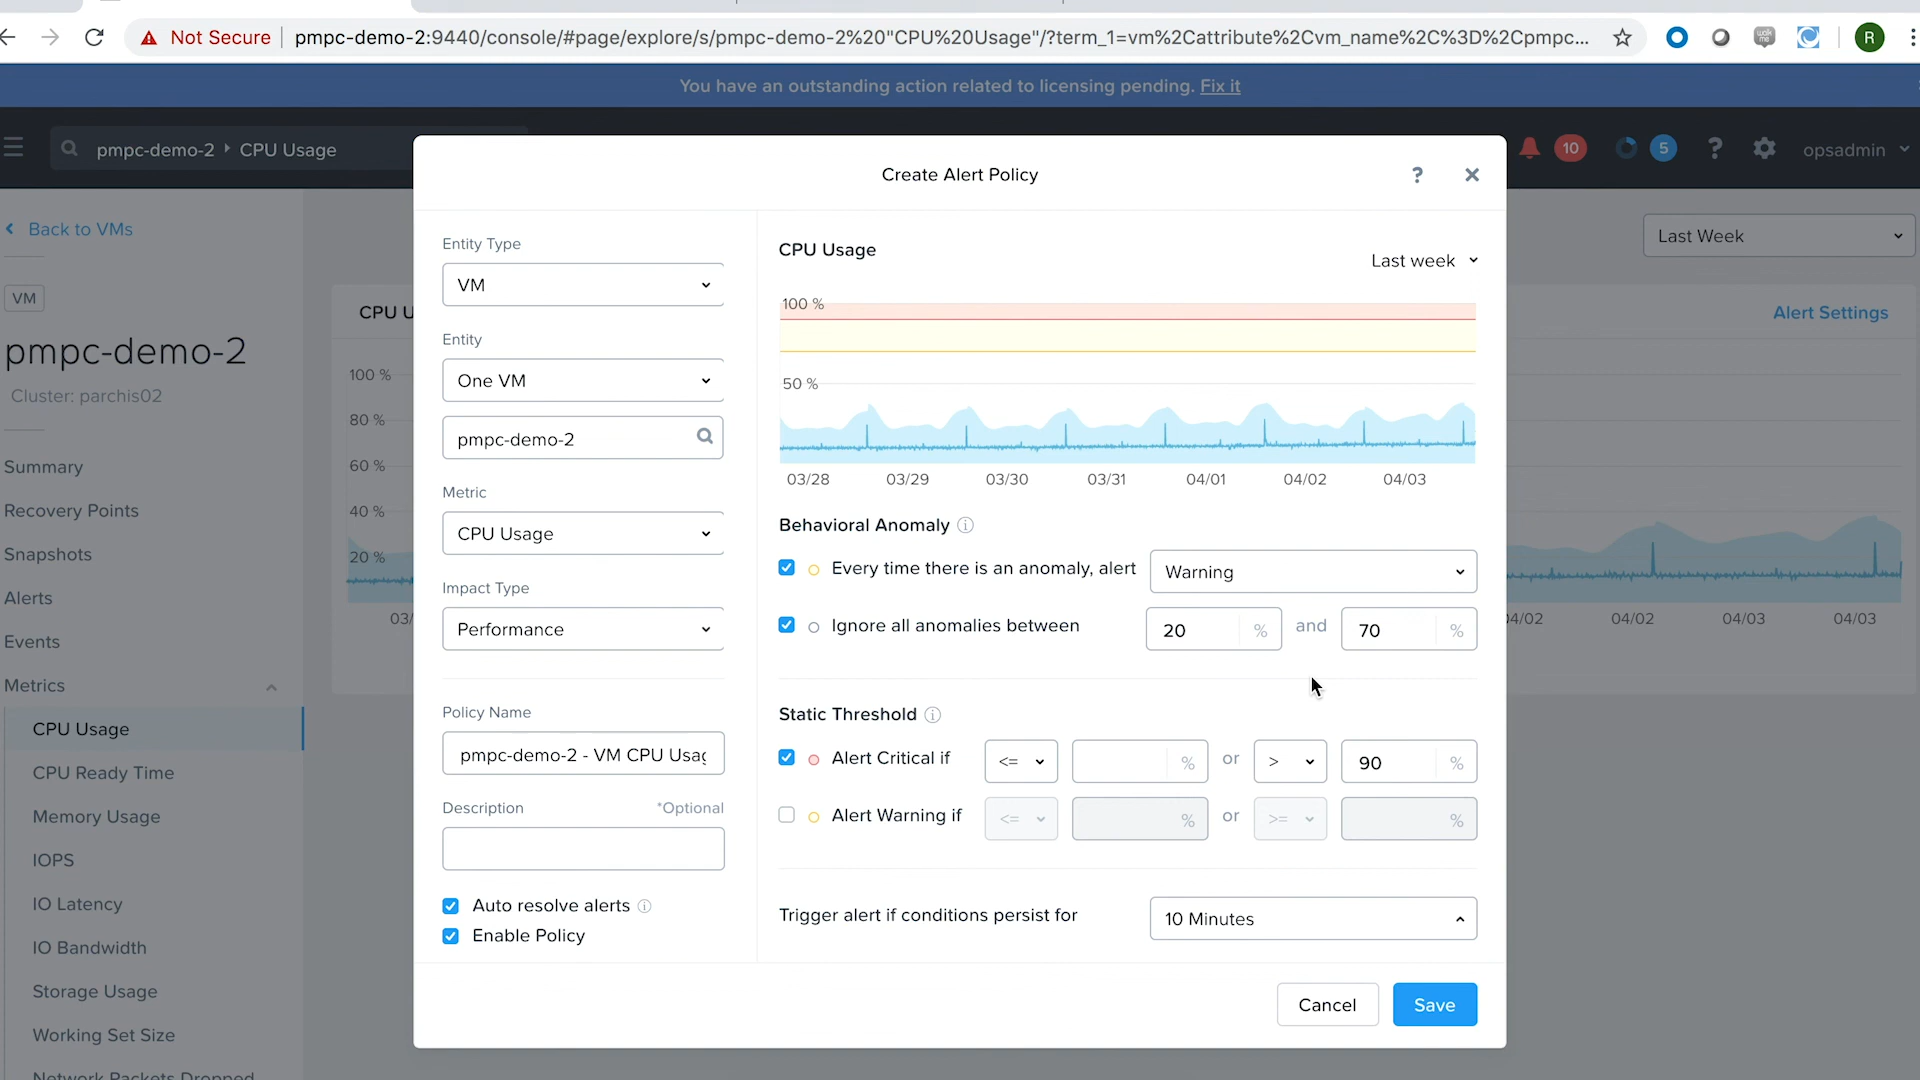 Not Secure
pmpc-demo-2:9440/console/#page/explore/s/pmpc-demo-2%20"CPU%20Usage"/?term_1=vm%2Cattribute%2Cvm_name%2C%3D%2Cpmpc...
R
You have an outstanding action related to licensing pending. Fix it
pmpc-demo-2 CPU Usage
10
5
?
opsadmin
Create Alert Policy
?
Back to VMs
VM
pmpc-demo-2
Cluster: parchis02
Summary
Recovery Points
Snapshots
Alerts
Events
Metrics
CPU Usage
CPU Ready Time
Memory Usage
IOPS
IO Latency
IO Bandwidth
Storage Usage
Working Set Size
Network Packets Dropped
Last Week
CPU U
Alert Settings
100 %
80 %
60 %
40 %
20 %
03/
4/02
04/02
04/03
04/03
Entity Type
VM
Entity
One VM
pmpc-demo-2
Metric
CPU Usage
Impact Type
Performance
Policy Name
pmpc-demo-2 - VM CPU Usag
Description *Optional
Auto resolve alerts
Enable Policy
CPU Usage
Last week
100 %
50 %
03/28 03/29 03/30 03/31 04/01 04/02 04/03
Behavioral Anomaly
Every time there is an anomaly, alert Warning
Ignore all anomalies between 20 % and 70 %
Static Threshold
Alert Critical if <= % or > 90 %
Alert Warning if <= % or >= %
Trigger alert if conditions persist for 10 Minutes
Cancel
Save